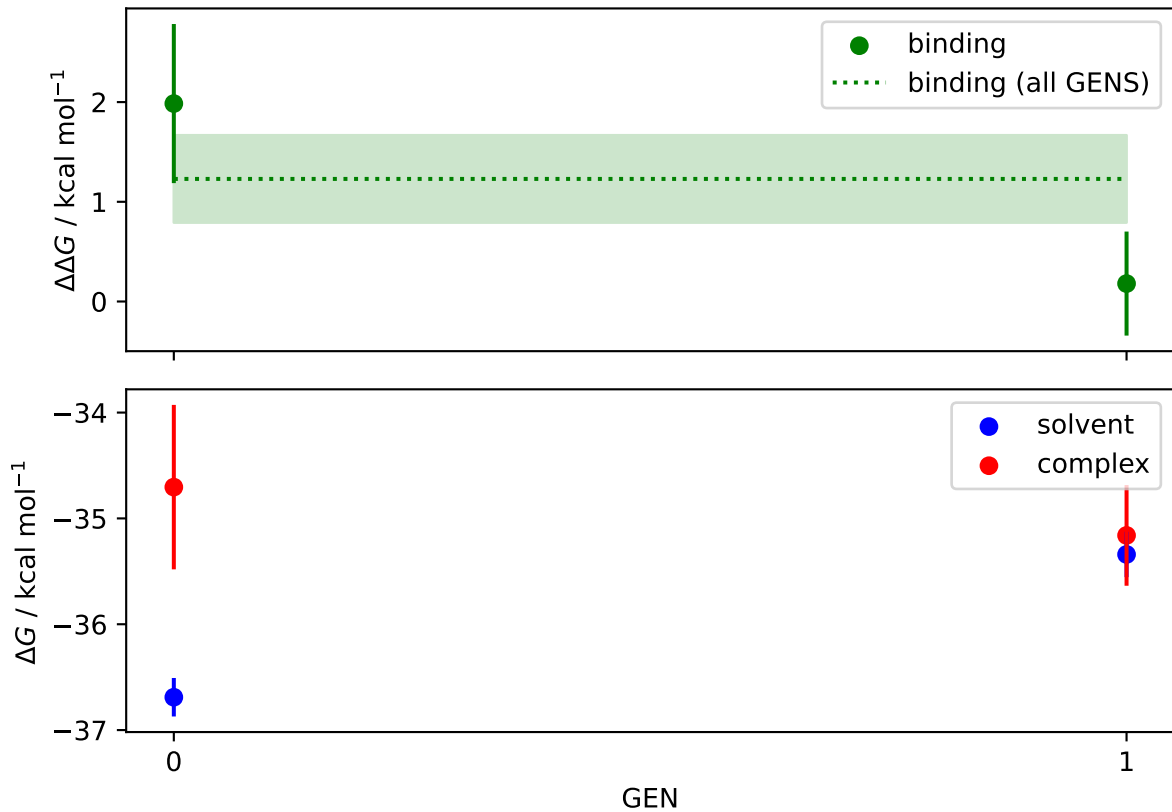 binding
binding (all GENS)
2
1
0
ΔΔG / kcal mol⁻¹
solvent
complex
−34
−35
−36
−37
ΔG / kcal mol⁻¹
0
1
GEN